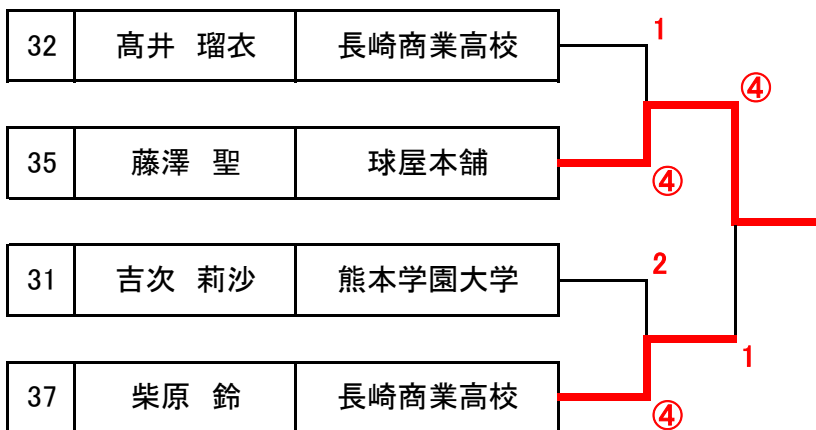 32 髙井 瑠衣 長崎商業高校
1
④
35 藤澤 聖 球屋本舗
④
31 吉次 莉沙 熊本学園大学
2
1
37 柴原 鈴 長崎商業高校
④